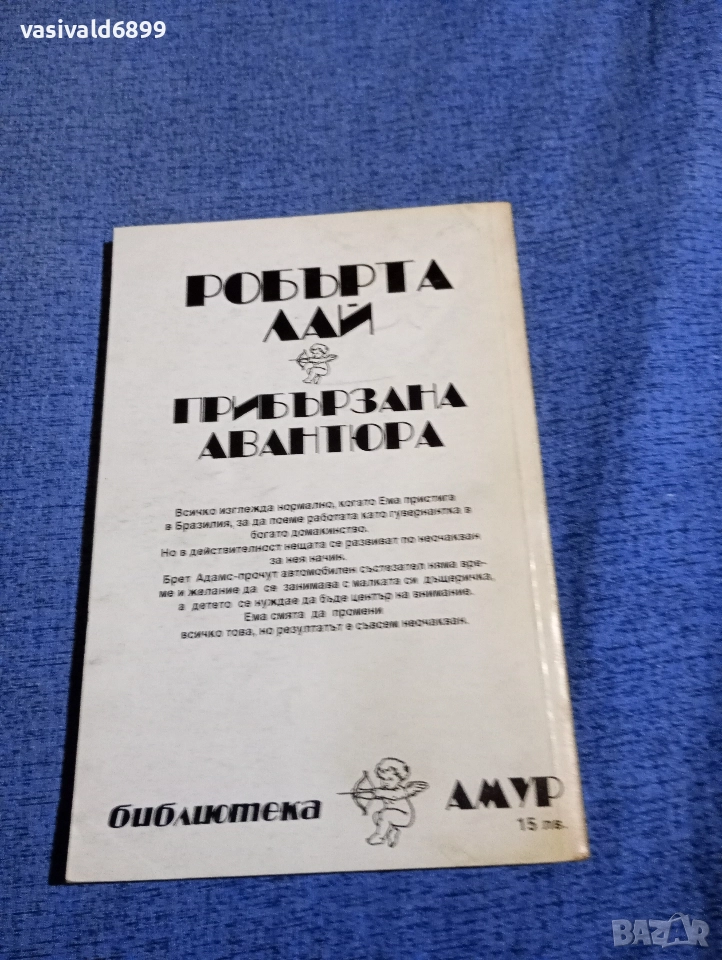 vasivald6899
РОБЪРТА
ЛАЙ
ПРИБЪРЗАНА
АВАНТЮРА
Всичко изглежда нормално, когато Ема пристига
в Бразилия, за да поеме работата като гувернантка в
богато домакинство.
Но в действителност нещата се развиват по неочакван
за нея начин.
Брет Адамс-прочут автомобилен състезател няма вре-
ме и желание да се занимава с малката си дъщеричка,
а детето се нуждае да бъде център на внимание.
Ема смята да промени
всичко това, но резултатът е съвсем неочакван.
библиотека
АМУР
15 лв.
BAZAR